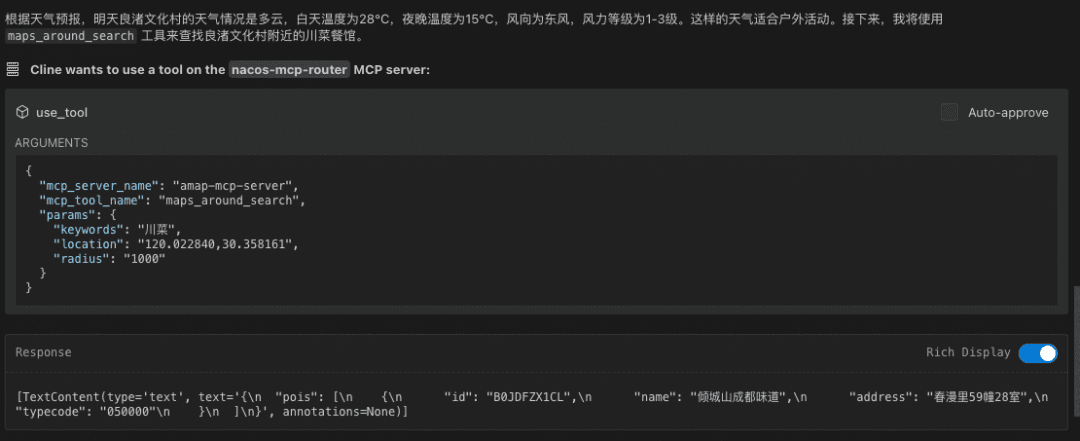 根据天气预报，明天良渚文化村的天气情况是多云，白天温度为28°C，夜晚温度为15°C，风向为东风，风力等级为1-3级。这样的天气适合户外活动。接下来，我将使用
maps_around_search 工具来查找良渚文化村附近的川菜餐馆。
Cline wants to use a tool on the nacos-mcp-router MCP server:
use_tool
Auto-approve
ARGUMENTS
{
  "mcp_server_name": "amap-mcp-server",
  "mcp_tool_name": "maps_around_search",
  "params": {
    "keywords": "川菜",
    "location": "120.022840,30.358161",
    "radius": "1000"
  }
}
Response
Rich Display
[TextContent(type='text', text='{\n  "pois": [\n    {\n      "id": "B0JDFZX1CL",\n      "name": "倾城山成都味道",\n      "address": "春漫里59幢28室",\n
"typecode": "050000"\n    }\n  ]\n}', annotations=None)]